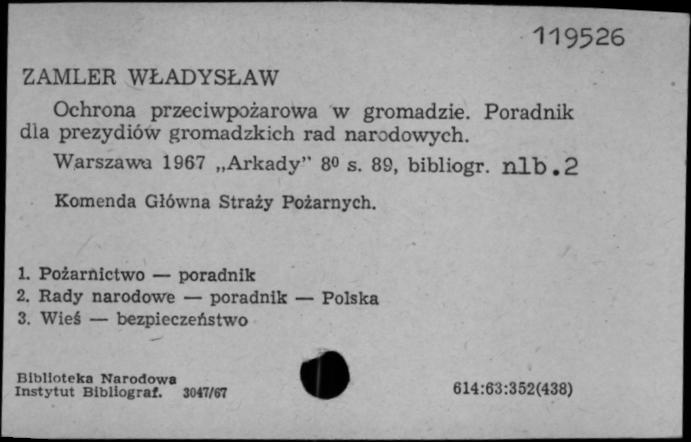 119526
ZAMLER WŁADYSŁAW
Ochrona przeciwpożarowa w gromadzie. Poradnik
dla prezydiów gromadzkich rad narodowych.
Warszawa 1967 „Arkady” 8⁰ s. 89, bibliogr. nlb.2
Komenda Główna Straży Pożarnych.
1. Pożarnictwo — poradnik
2. Rady narodowe — poradnik — Polska
3. Wieś — bezpieczeństwo
Biblioteka Narodowa
Instytut Bibliograf. 3047/67
614:63:352(438)